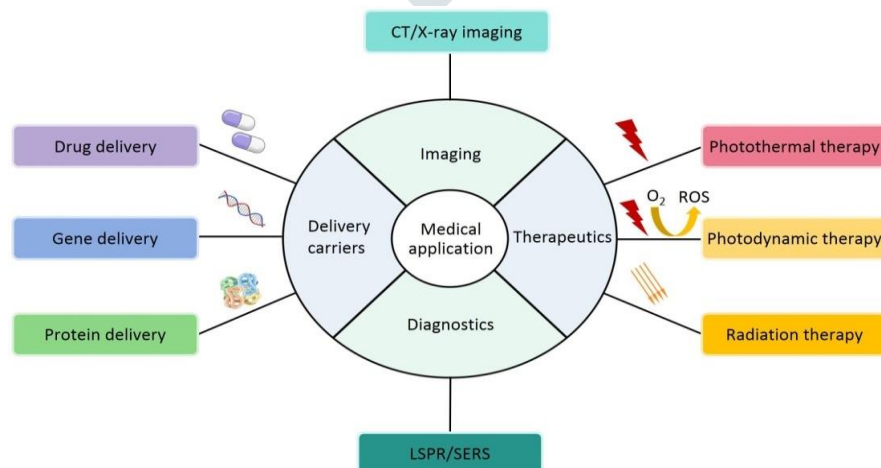 CT/X-ray imaging
Drug delivery
Imaging
Photothermal therapy
O₂ ROS
Gene delivery
Delivery
carriers
Medical
application
Therapeutics
Photodynamic therapy
Protein delivery
Diagnostics
Radiation therapy
LSPR/SERS